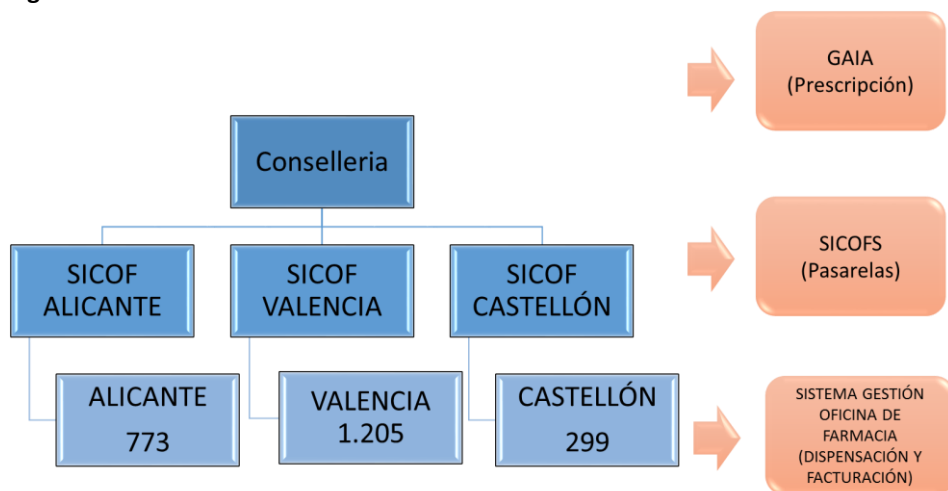 g
GAIA
(Prescripción)
Conselleria
SICOF
ALICANTE
SICOF
VALENCIA
SICOF
CASTELLÓN
SICOFS
(Pasarelas)
ALICANTE
773
VALENCIA
1.205
CASTELLÓN
299
SISTEMA GESTIÓN
OFICINA DE
FARMACIA
(DISPENSACIÓN Y
FACTURACIÓN)